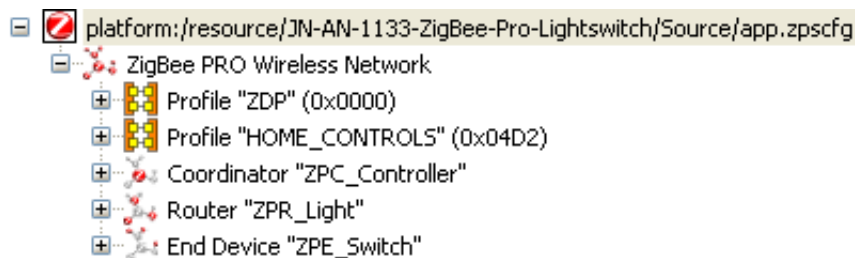 platform:/resource/JN-AN-1133-ZigBee-Pro-Lightswitch/Source/app.zpscfg
ZigBee PRO Wireless Network
Profile "ZDP" (0x0000)
Profile "HOME_CONTROLS" (0x04D2)
Coordinator "ZPC_Controller"
Router "ZPR_Light"
End Device "ZPE_Switch"